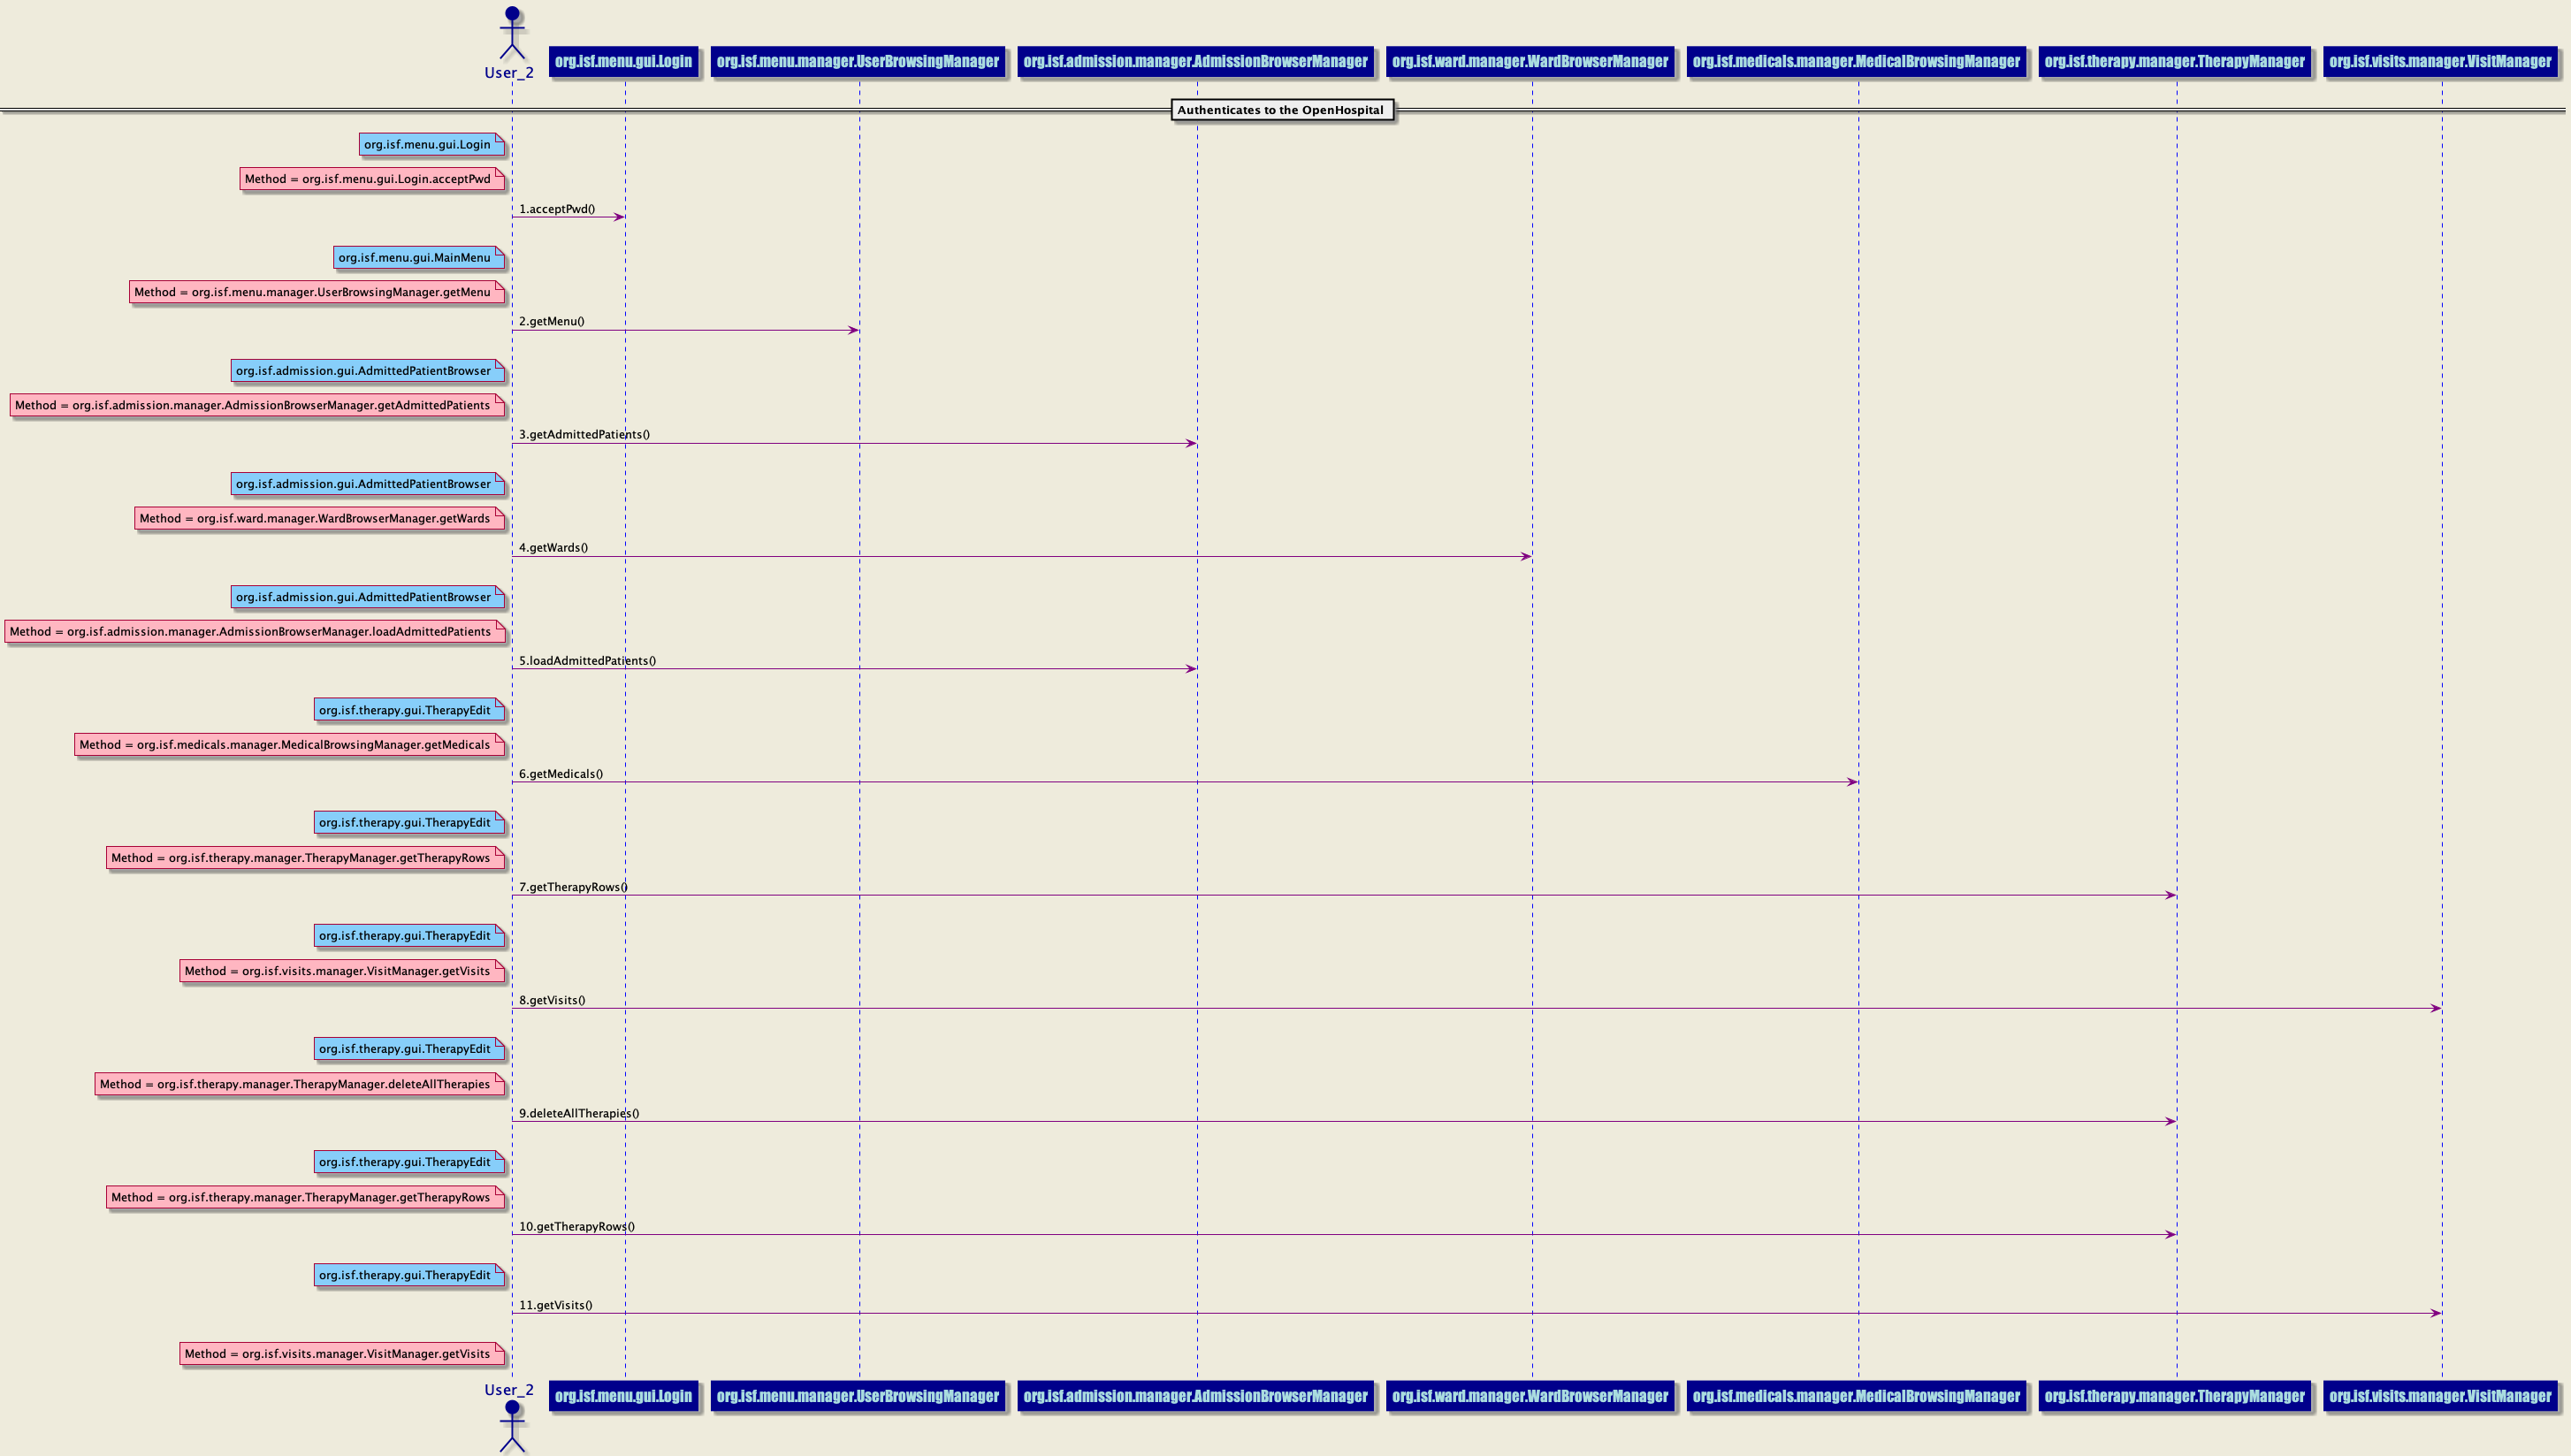 User_2
org.isf.menu.gui.Login
org.isf.menu.manager.UserBrowsingManager
org.isf.admission.manager.AdmissionBrowserManager
org.isf.ward.manager.WardBrowserManager
org.isf.medicals.manager.MedicalBrowsingManager
org.isf.therapy.manager.TherapyManager
org.isf.visits.manager.VisitManager
Authenticates to the OpenHospital
org.isf.menu.gui.Login
Method = org.isf.menu.gui.Login.acceptPwd
1.acceptPwd()
org.isf.menu.gui.MainMenu
Method = org.isf.menu.manager.UserBrowsingManager.getMenu
2.getMenu()
org.isf.admission.gui.AdmittedPatientBrowser
Method = org.isf.admission.manager.AdmissionBrowserManager.getAdmittedPatients
3.getAdmittedPatients()
org.isf.admission.gui.AdmittedPatientBrowser
Method = org.isf.ward.manager.WardBrowserManager.getWards
4.getWards()
org.isf.admission.gui.AdmittedPatientBrowser
Method = org.isf.admission.manager.AdmissionBrowserManager.loadAdmittedPatients
5.loadAdmittedPatients()
org.isf.therapy.gui.TherapyEdit
Method = org.isf.medicals.manager.MedicalBrowsingManager.getMedicals
6.getMedicals()
org.isf.therapy.gui.TherapyEdit
Method = org.isf.therapy.manager.TherapyManager.getTherapyRows
7.getTherapyRows()
org.isf.therapy.gui.TherapyEdit
Method = org.isf.visits.manager.VisitManager.getVisits
8.getVisits()
org.isf.therapy.gui.TherapyEdit
Method = org.isf.therapy.manager.TherapyManager.deleteAllTherapies
9.deleteAllTherapies()
org.isf.therapy.gui.TherapyEdit
Method = org.isf.therapy.manager.TherapyManager.getTherapyRows
10.getTherapyRows()
org.isf.therapy.gui.TherapyEdit
11.getVisits()
Method = org.isf.visits.manager.VisitManager.getVisits
User_2
org.isf.menu.gui.Login
org.isf.menu.manager.UserBrowsingManager
org.isf.admission.manager.AdmissionBrowserManager
org.isf.ward.manager.WardBrowserManager
org.isf.medicals.manager.MedicalBrowsingManager
org.isf.therapy.manager.TherapyManager
org.isf.visits.manager.VisitManager